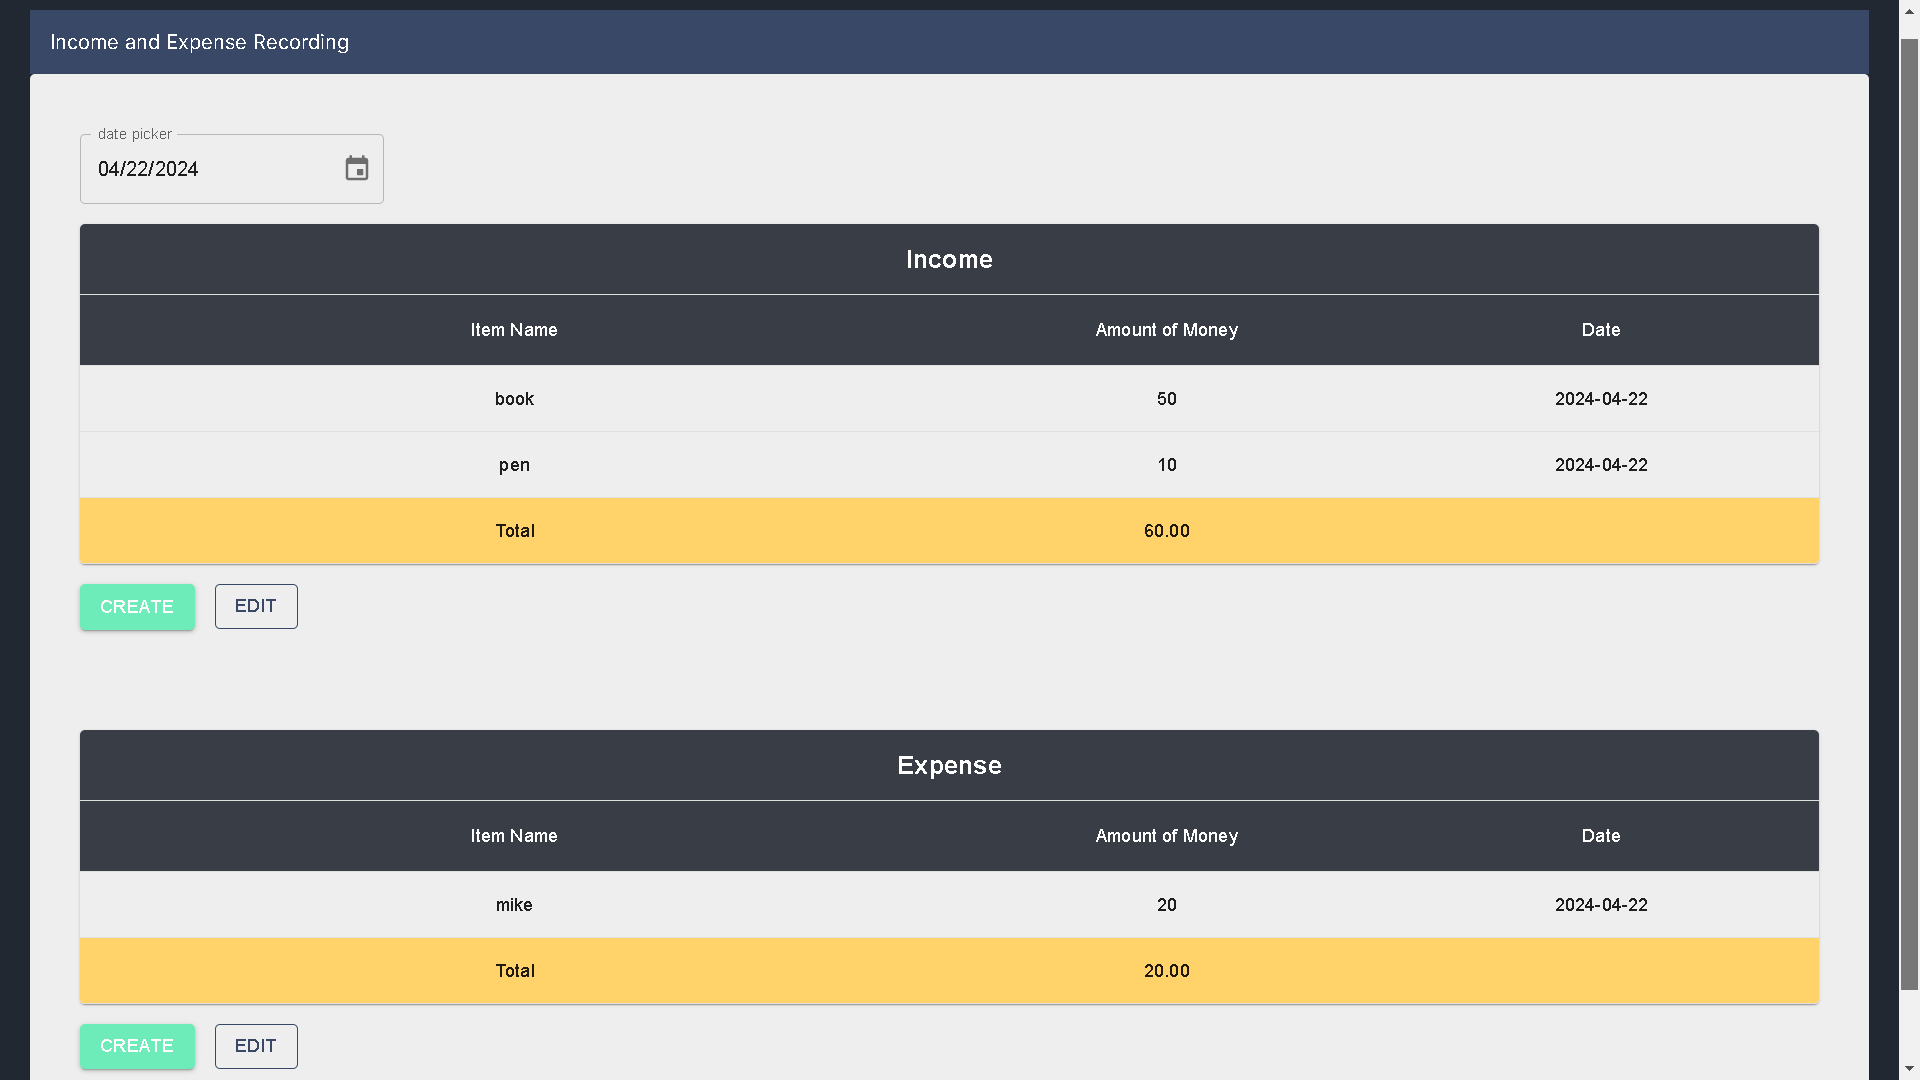 Income and Expense Recording
date picker
04/22/2024
Income
Item Name Amount of Money Date
book 50 2024-04-22
pen 10 2024-04-22
Total 60.00
CREATE EDIT
Expense
Item Name Amount of Money Date
mike 20 2024-04-22
Total 20.00
CREATE EDIT